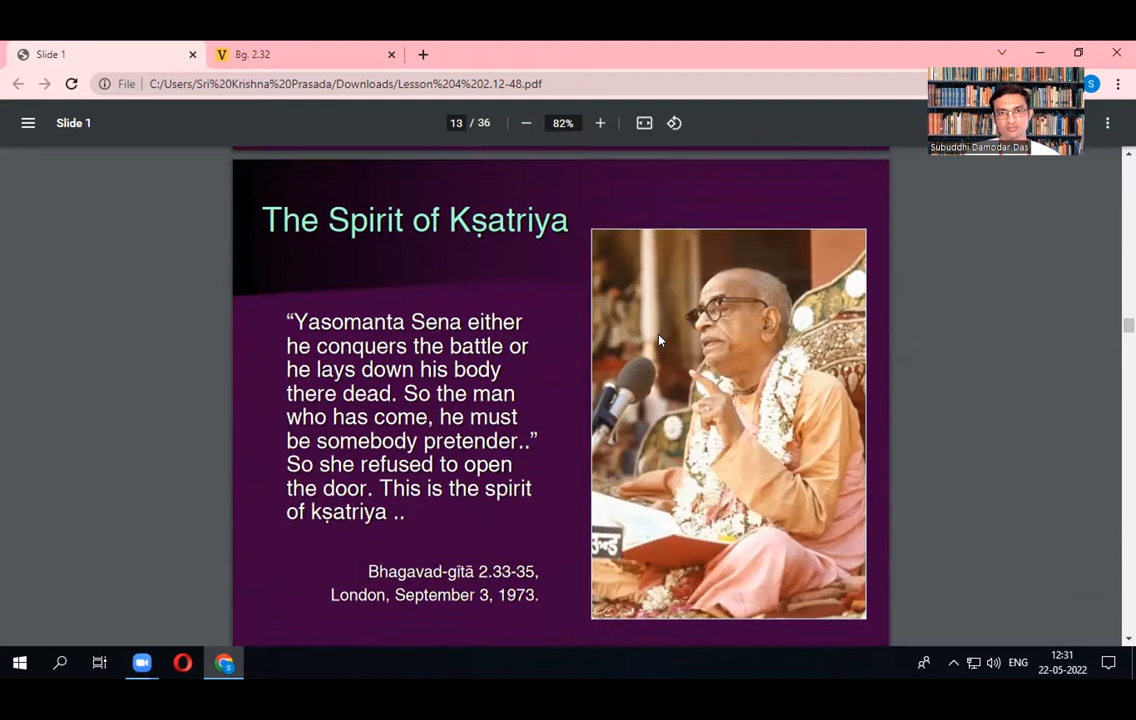 Slide 1
Bg. 2.32
File
C:/Users/Sri%20Krishna%20Prasada/Downloads/Lesson%204%202.12-48.pdf
S
Slide 1
13 / 36
82%
Subuddhi Damodar Das
The Spirit of Kṣatriya
“Yasomanta Sena either
he conquers the battle or
he lays down his body
there dead. So the man
who has come, he must
be somebody pretender..”
So she refused to open
the door. This is the spirit
of kṣatriya ..
Bhagavad-gītā 2.33-35,
London, September 3, 1973.
ENG
12:31
22-05-2022